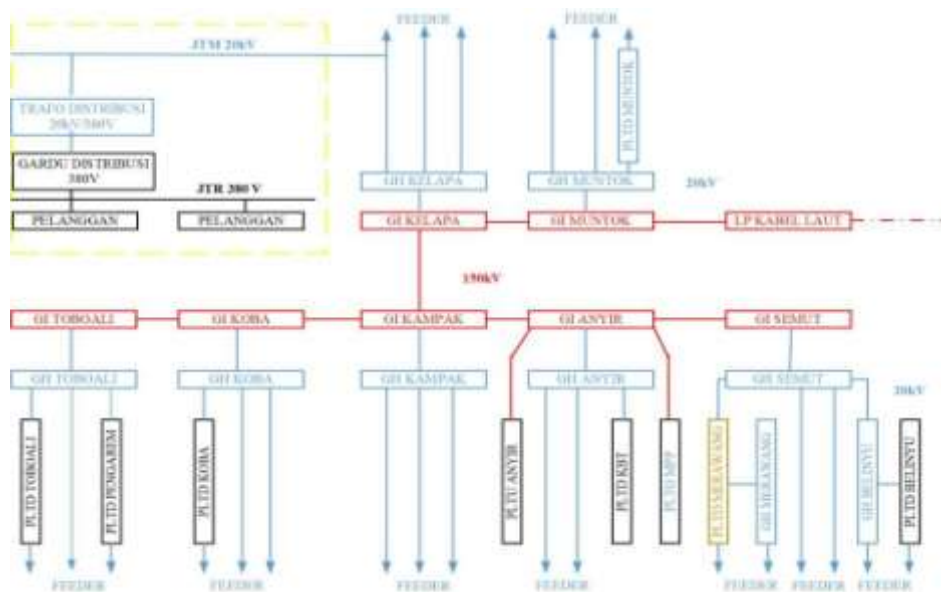 FEEDER
FEEDER
JTM 20kV
TRAFO DISTRIBUSI
20kV/380V
GARDU DISTRIBUSI
380V
JTR 380 V
PELANGGAN
PELANGGAN
PLTD MUNTOK
GH KELAPA
GH MUNTOK
20kV
GI KELAPA
GI MUNTOK
LP KABEL LAUT
150kV
GI TOBOALI
GI KOBA
GI KAMPAK
GI ANYIR
GI SEMUT
GH TOBOALI
GH KOBA
GH KAMPAK
GH ANYIR
GH SEMUT
20kV
PLTD TOBOALI
PLTD PENGAREM
PLTD KOBA
PLTU ANYIR
PLTD KBT
PLTD MPP
PLTD MERAWANG
GH MERAWANG
GH BELINYU
PLTD BELINYU
FEEDER
FEEDER
FEEDER
FEEDER
FEEDER
FEEDER
FEEDER